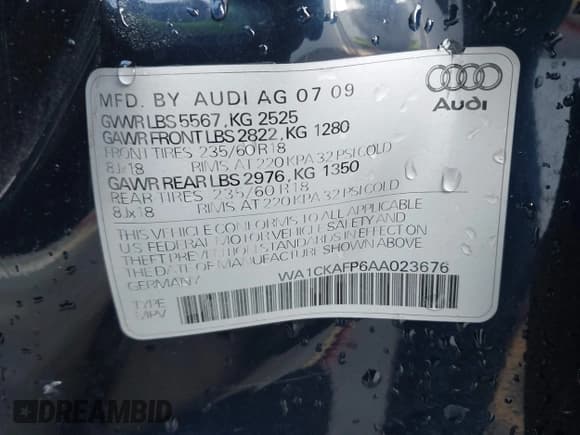 MFD. BY AUDI AG 07 09
GVWR LBS 5567, KG 2525
GAWR FRONT LBS 2822, KG 1280
FRONT TIRES 235/60 R18
8Jx18 RIMS AT 220 KPA 32 PSI COLD
GAWR REAR LBS 2976, KG 1350
REAR TIRES 235/60 R18
8Jx18 RIMS AT 220 KPA 32 PSI COLD
THIS VEHICLE CONFORMS TO ALL APPLICABLE
U.S. FEDERAL MOTOR VEHICLE SAFETY AND
THEFT PREVENTION STANDARDS IN EFFECT ON
THE DATE OF MANUFACTURE SHOWN ABOVE.
GERMANY
WA1CKAFP6AA023676
TYPE
MPV
Audi
DREAMBID